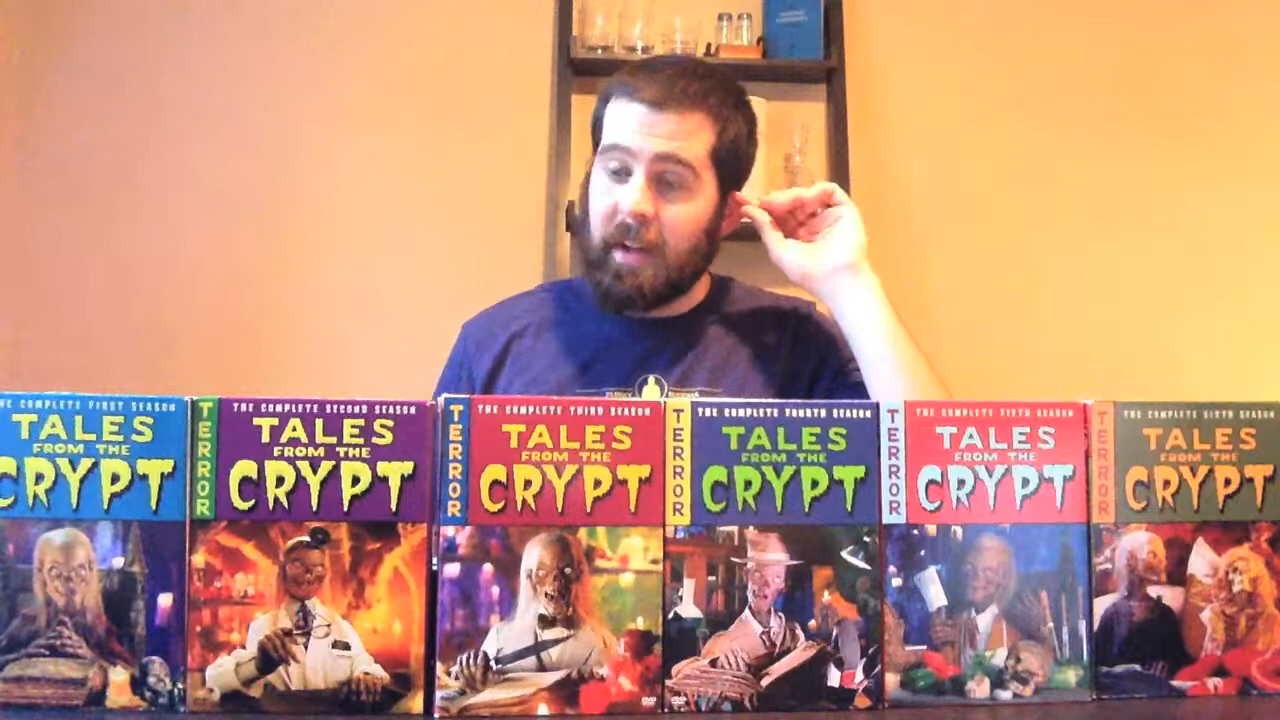 THE COMPLETE FIRST SEASON
TALES
FROM THE
CRYPT
TERROR
THE COMPLETE SECOND SEASON
TALES
FROM THE
CRYPT
TERROR
THE COMPLETE THIRD SEASON
TALES
FROM THE
CRYPT
DVD
TERROR
THE COMPLETE FOURTH SEASON
TALES
FROM THE
CRYPT
DVD
TERROR
THE COMPLETE FIFTH SEASON
TALES
FROM THE
CRYPT
TERROR
THE COMPLETE SIXTH SEASON
TALES
FROM THE
CRYPT